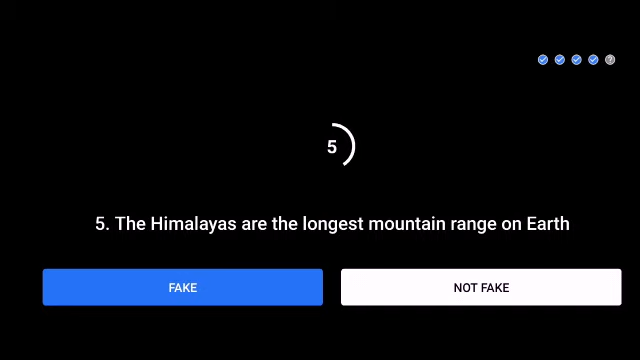 5
5. The Himalayas are the longest mountain range on Earth
FAKE
NOT FAKE